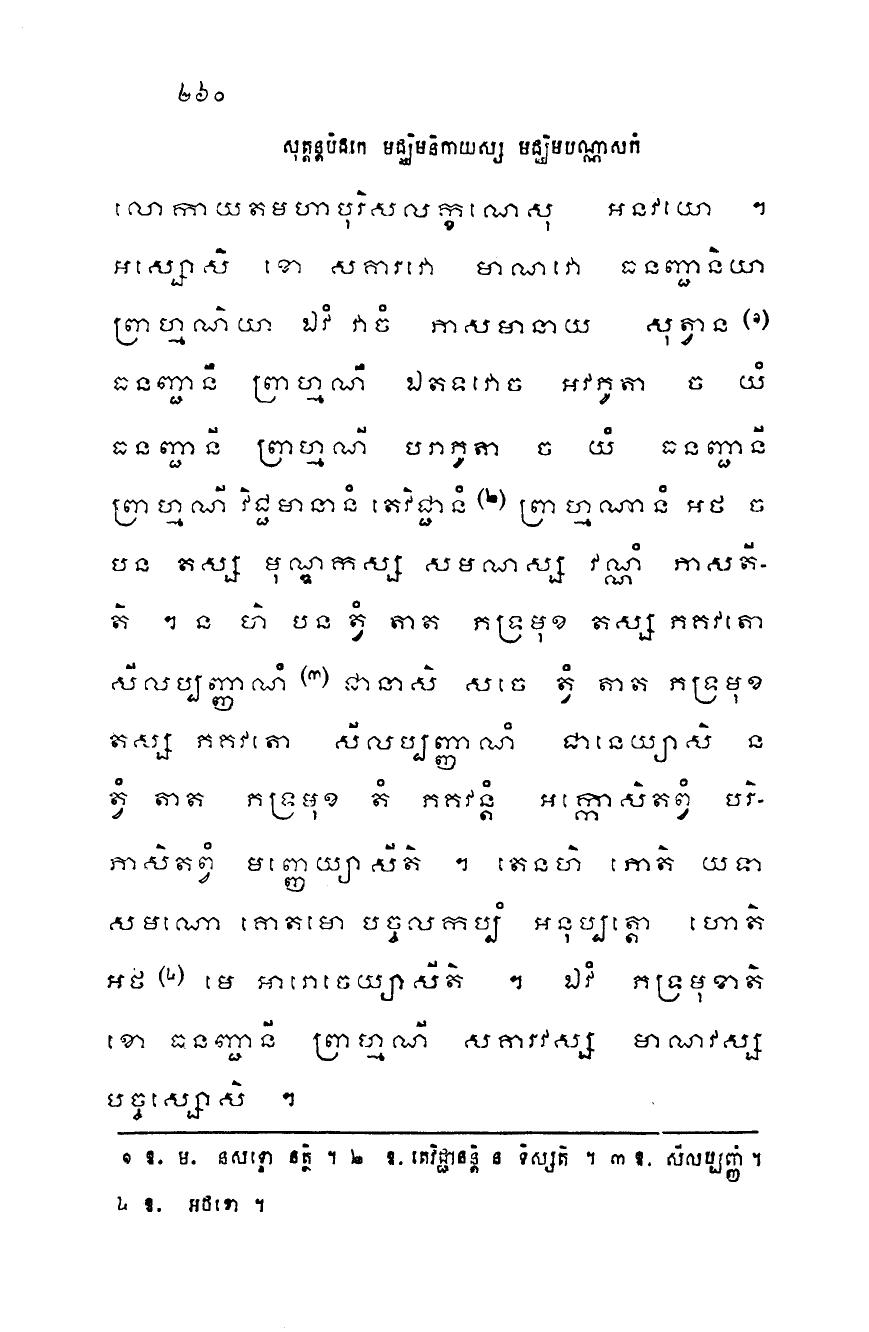 ២៦០
សុត្តន្តបិដកេ មជ្ឈិមនិកាយស្ស មជ្ឈិមបណ្ណាសកំ
លោកាយតមហាបុរិសលក្ខណេសុ អនវយោ ។
អស្សោសិ ខោ សគារវោ មាណវោ ធនញ្ជានិយា
ព្រាហ្មណិយា ឯវំ វាចំ ភាសមានាយ សុត្វាន (១)
ធនញ្ជានឹ ព្រាហ្មណឹ ឯតទវោច អវភូតា ច យំ
ធនញ្ជានី ព្រាហ្មណី បរាភូតា ច យំ ធនញ្ជានី
ព្រាហ្មណី វិជ្ជមានានំ តេវិជ្ជានំ (២) ព្រាហ្មណានំ អថ ច
បន តស្ស មុណ្ឌកស្ស សមណស្ស វណ្ណំ ភាសតី-
តិ ។ ន ហិ បន ត្វំ តាត ភទ្រមុខ តស្ស ភគវតោ
សីលប្បញ្ញាណំ (៣) ជានាសិ សចេ ត្វំ តាត ភទ្រមុខ
តស្ស ភគវតោ សីលប្បញ្ញាណំ ជានេយ្យាសិ ន
ត្វំ តាត ភទ្រមុខ តំ ភគវន្តំ អក្កោសិតព្វំ បរិ-
ភាសិតព្វំ មញ្ញេយ្យាសីតិ ។ តេនហិ ភោតិ យទា
សមណោ គោតមោ បច្ចលកប្បំ អនុប្បត្តោ ហោតិ
អថ (៤) មេ អារោចេយ្យាសីតិ ។ ឯវំ ភទ្រមុខាតិ
ខោ ធនញ្ជានី ព្រាហ្មណី សគារវស្ស មាណវស្ស
បច្ចស្សោសិ ។
១ ឱ. ម. នសទ្ទោ នត្ថិ ។ ២ ឱ. តេវិជ្ជានន្តិ ន ទិស្សតិ ។ ៣ ឱ. សីលប្បញ្ញំ ។
៤ ឱ. អថខោ ។